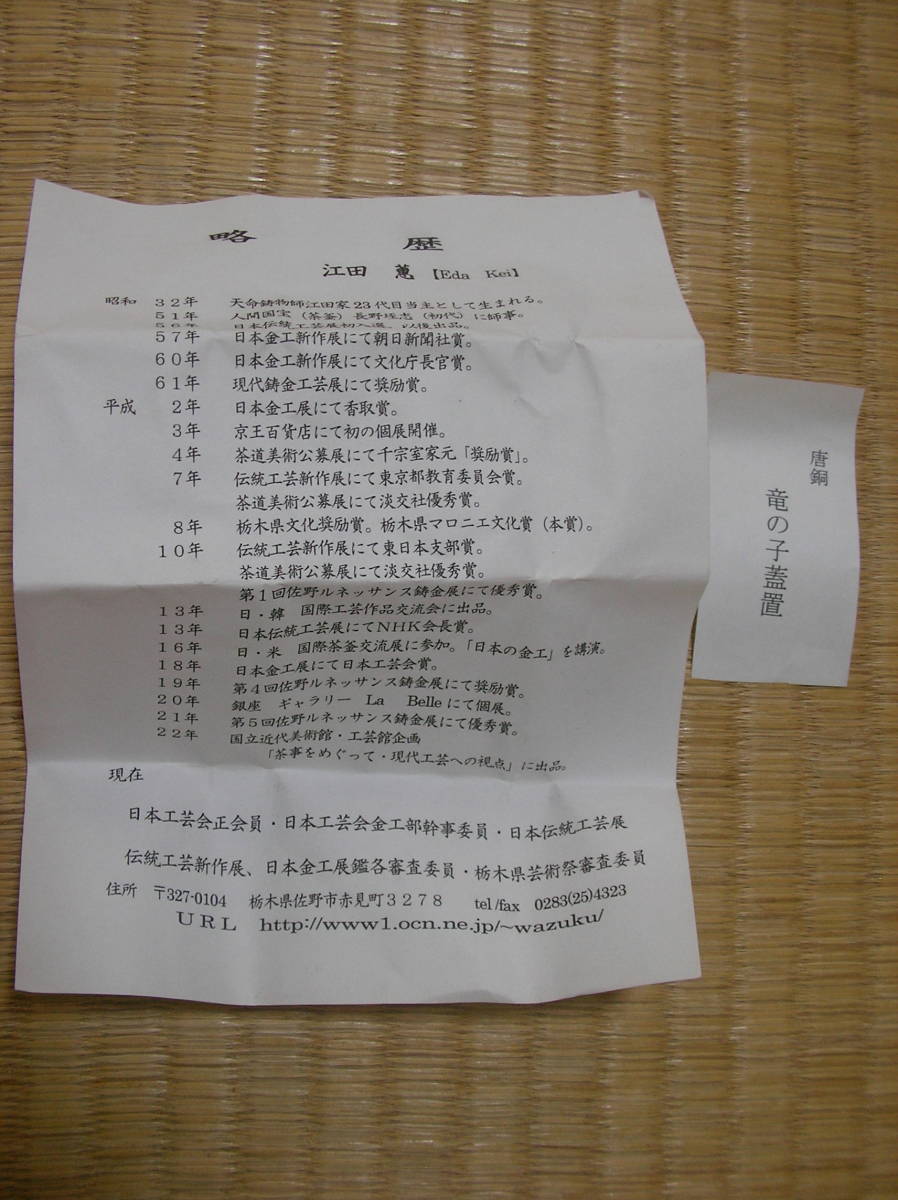 略 歴
江田 蕙 【Eda Kei】
昭和 32年 天命鋳物師江田家23代目当主として生まれる。
51年 人間国宝(茶釜)長野垤志(初代)に師事。
56年 日本伝統工芸展初入選、以後出品。
57年 日本金工新作展にて朝日新聞社賞。
60年 日本金工新作展にて文化庁長官賞。
61年 現代鋳金工芸展にて奨励賞。
平成 2年 日本金工展にて香取賞。
3年 京王百貨店にて初の個展開催。
4年 茶道美術公募展にて千宗室家元「奨励賞」。
7年 伝統工芸新作展にて東京都教育委員会賞。
茶道美術公募展にて淡交社優秀賞。
8年 栃木県文化奨励賞。栃木県マロニエ文化賞(本賞)。
10年 伝統工芸新作展にて東日本支部賞。
茶道美術公募展にて淡交社優秀賞。
第1回佐野ルネッサンス鋳金展にて優秀賞。
13年 日・韓 国際工芸作品交流会に出品。
13年 日本伝統工芸展にてNHK会長賞。
16年 日・米 国際茶釜交流展に参加。「日本の金工」を講演。
18年 日本金工展にて日本工芸会賞。
19年 第4回佐野ルネッサンス鋳金展にて奨励賞。
20年 銀座 ギャラリー La Belleにて個展。
21年 第5回佐野ルネッサンス鋳金展にて優秀賞。
22年 国立近代美術館・工芸館企画
「茶事をめぐって・現代工芸への視点」に出品。
現在
日本工芸会正会員・日本工芸会金工部幹事委員・日本伝統工芸展
伝統工芸新作展、日本金工展鑑各審査委員・栃木県芸術祭審査委員
住所 〒327-0104 栃木県佐野市赤見町3278 tel/fax 0283(25)4323
URL http://www1.ocn.ne.jp/~wazuku/
唐銅
竜の子蓋置